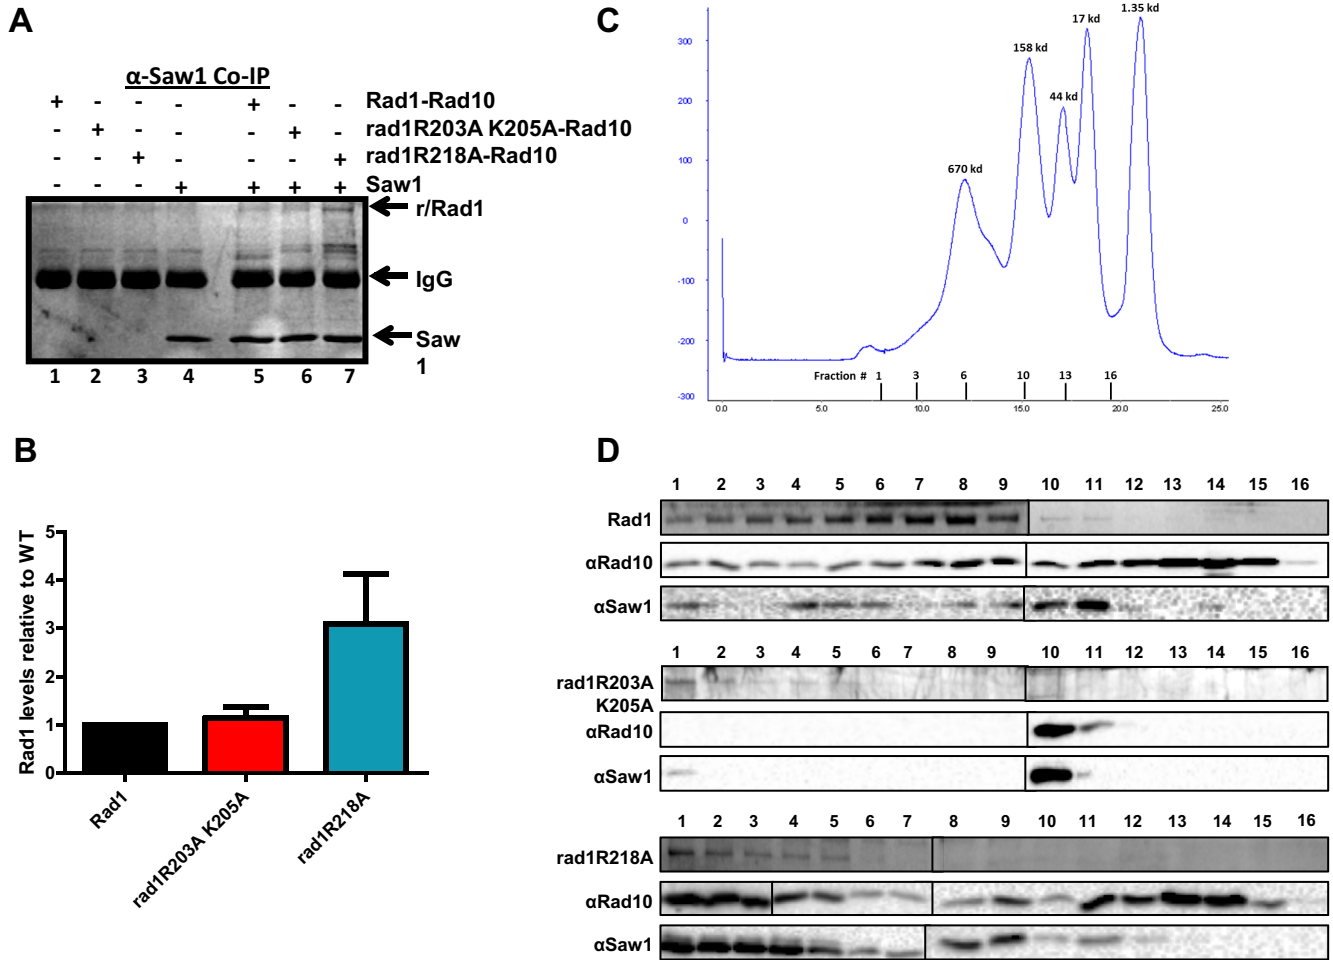 A
α-Saw1 Co-IP
+ - - - + - - Rad1-Rad10
- + - - - + - rad1R203A K205A-Rad10
- - + - - - + rad1R218A-Rad10
- - - + + + + Saw1
r/Rad1
IgG
Saw
1
1 2 3 4 5 6 7
B
Rad1 levels relative to WT
5
4
3
2
1
0
Rad1
rad1R203A K205A
rad1R218A
C
300
200
100
0
-100
-200
-300
670 kd
158 kd
44 kd
17 kd
1.35 kd
Fraction # 1 3 6 10 13 16
0.0 5.0 10.0 15.0 20.0 25.0
D
1 2 3 4 5 6 7 8 9 10 11 12 13 14 15 16
Rad1
αRad10
αSaw1
1 2 3 4 5 6 7 8 9 10 11 12 13 14 15 16
rad1R203A
K205A
αRad10
αSaw1
1 2 3 4 5 6 7 8 9 10 11 12 13 14 15 16
rad1R218A
αRad10
αSaw1